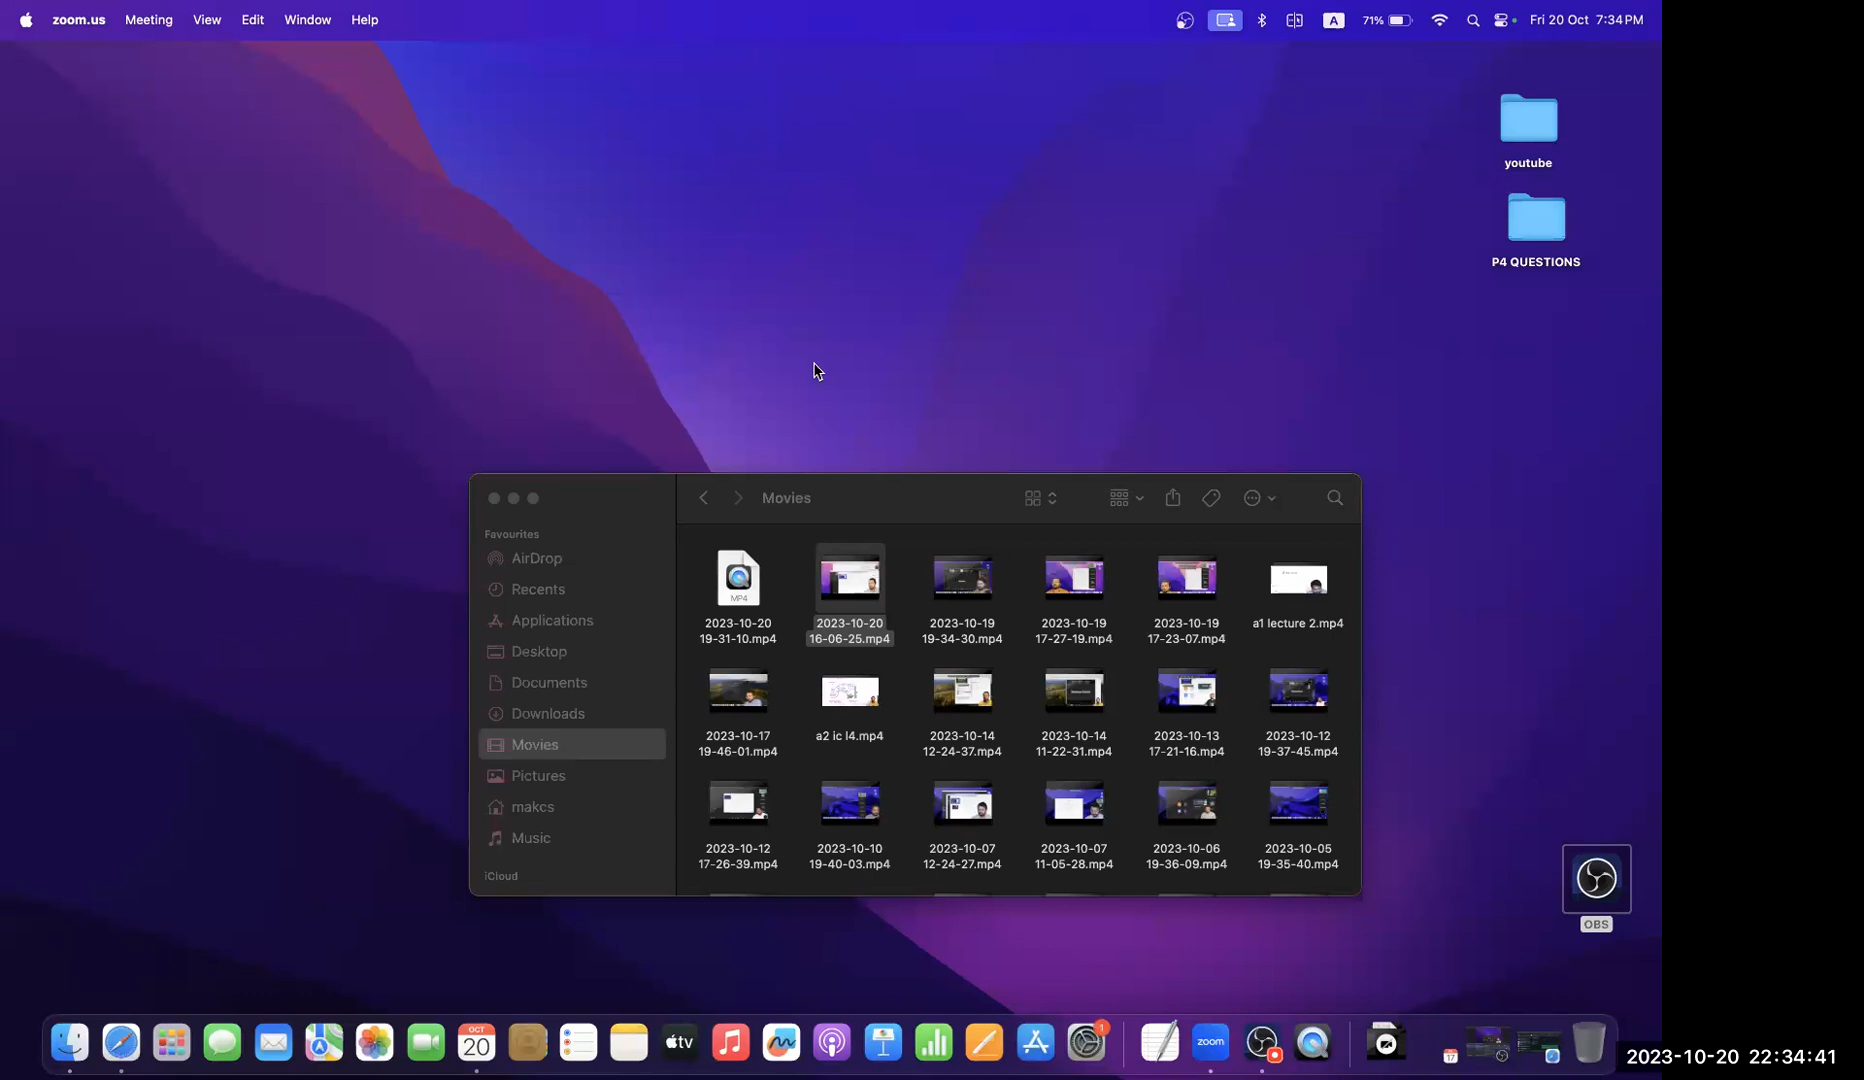 zoom.us Meeting View Edit Window Help A 71% Fri 20 Oct 7:34 PM
youtube
P4 QUESTIONS
Movies
Favourites
AirDrop
Recents
Applications
Desktop
Documents
Downloads
Movies
Pictures
makcs
Music
iCloud
MP4
2023-10-20 2023-10-20 2023-10-19 2023-10-19 2023-10-19 a1 lecture 2.mp4
19-31-10.mp4 16-06-25.mp4 19-34-30.mp4 17-27-19.mp4 17-23-07.mp4
2023-10-17 a2 ic l4.mp4 2023-10-14 2023-10-14 2023-10-13 2023-10-12
19-46-01.mp4 12-24-37.mp4 11-22-31.mp4 17-21-16.mp4 19-37-45.mp4
2023-10-12 2023-10-10 2023-10-07 2023-10-07 2023-10-06 2023-10-05
17-26-39.mp4 19-40-03.mp4 12-24-27.mp4 11-05-28.mp4 19-36-09.mp4 19-35-40.mp4
OBS
OCT
20
tv
1
zoom
17
2023-10-20 22:34:41